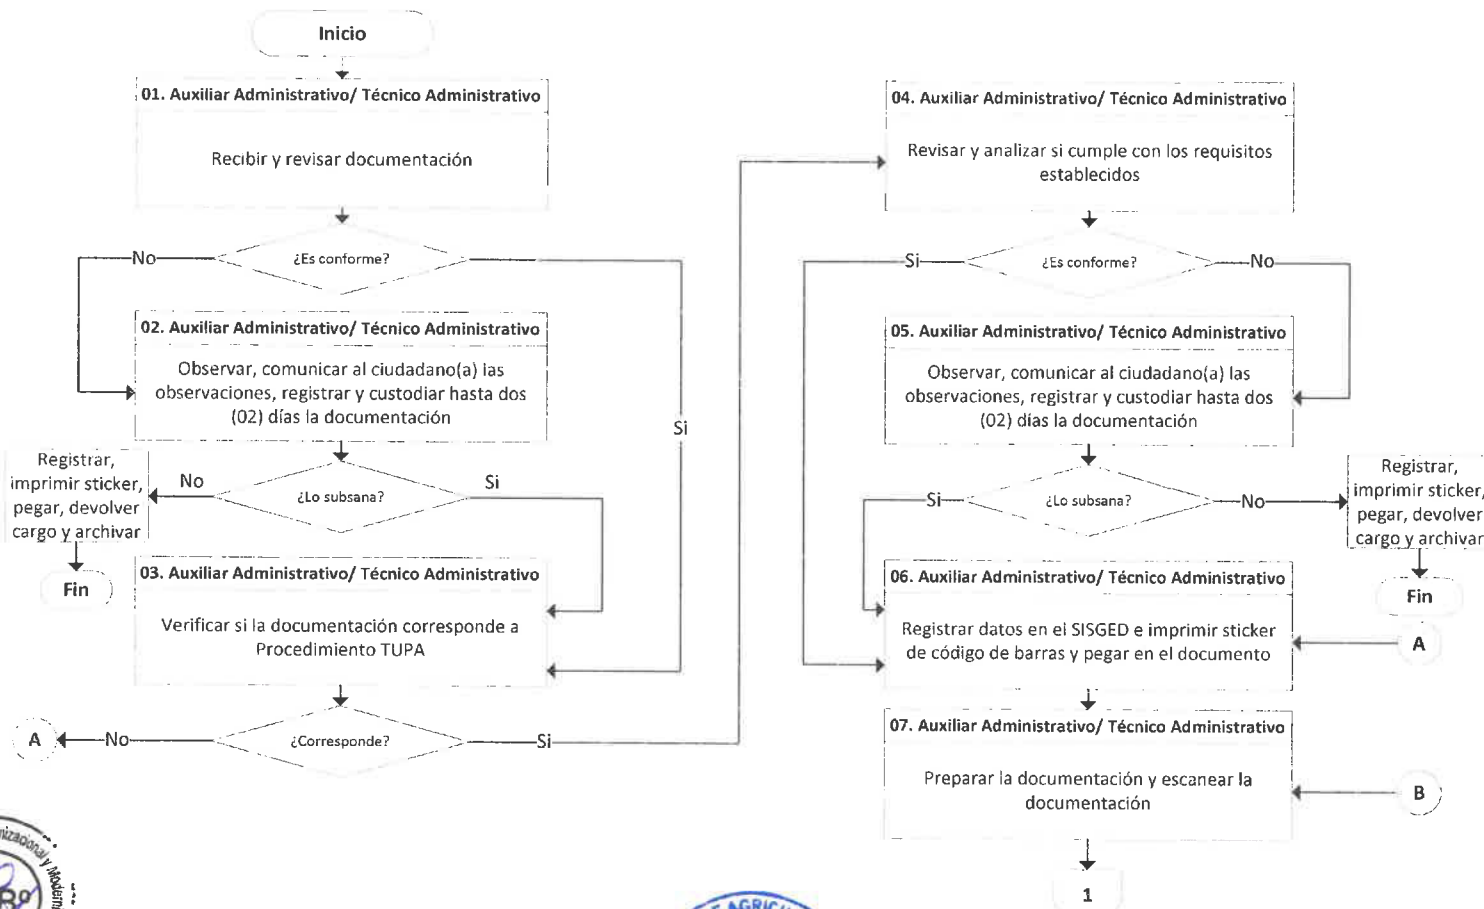 Inicio
01. Auxiliar Administrativo/ Técnico Administrativo
Recibir y revisar documentación
¿Es conforme?
No
Si
02. Auxiliar Administrativo/ Técnico Administrativo
Observar, comunicar al ciudadano(a) las
observaciones, registrar y custodiar hasta dos
(02) días la documentación
¿Lo subsana?
No
Si
Registrar,
imprimir sticker,
pegar, devolver
cargo y archivar
Fin
03. Auxiliar Administrativo/ Técnico Administrativo
Verificar si la documentación corresponde a
Procedimiento TUPA
¿Corresponde?
No
A
Si
04. Auxiliar Administrativo/ Técnico Administrativo
Revisar y analizar si cumple con los requisitos
establecidos
¿Es conforme?
Si
No
05. Auxiliar Administrativo/ Técnico Administrativo
Observar, comunicar al ciudadano(a) las
observaciones, registrar y custodiar hasta dos
(02) días la documentación
¿Lo subsana?
Si
No
Registrar,
imprimir sticker,
pegar, devolver
cargo y archivar
Fin
06. Auxiliar Administrativo/ Técnico Administrativo
Registrar datos en el SISGED e imprimir sticker
de código de barras y pegar en el documento
A
07. Auxiliar Administrativo/ Técnico Administrativo
Preparar la documentación y escanear la
documentación
B
1